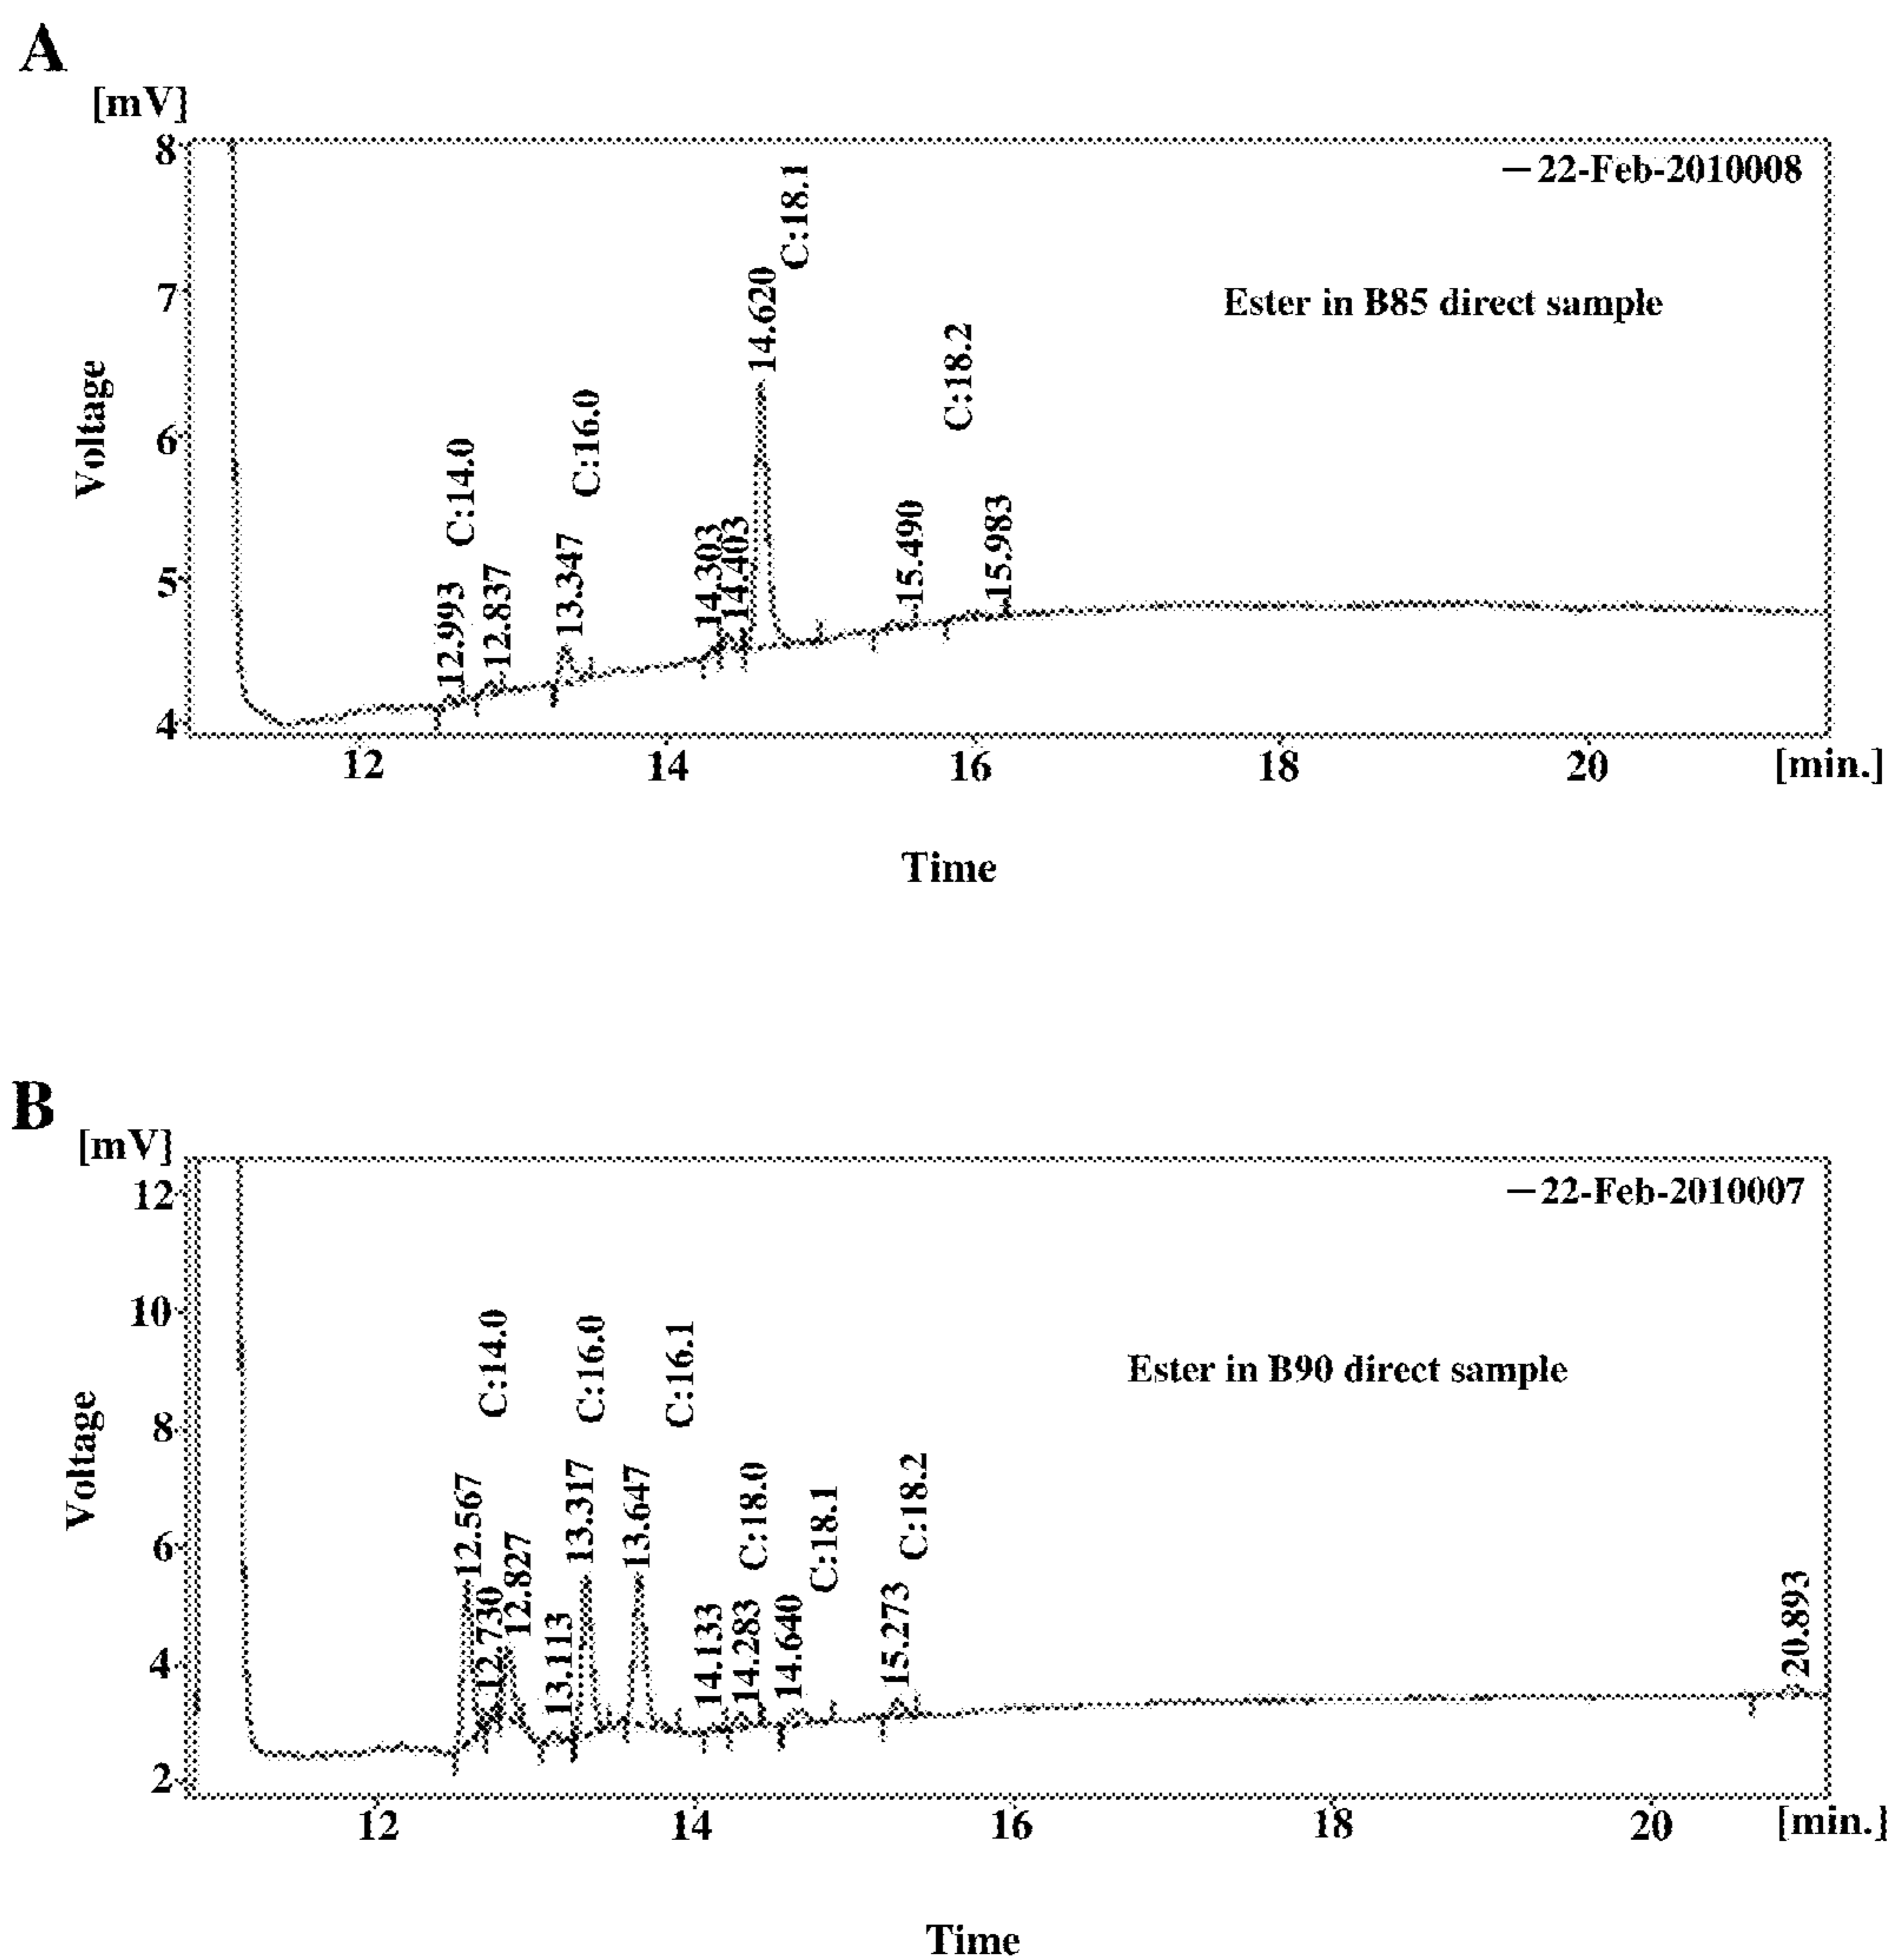 A
[mV]
8
7
6
5
4
Voltage
—22-Feb-2010008
Ester in B85 direct sample
12.993
C:14.0
12.837
13.347
C:16.0
14.303
14.403
14.620
C:18.1
15.490
C:18.2
15.983
12 14 16 18 20 [min.]
Time
B
[mV]
12
10
8
6
4
2
Voltage
—22-Feb-2010007
Ester in B90 direct sample
12.567
12.730
C:14.0
12.827
13.113
13.317
C:16.0
13.647
C:16.1
14.133
14.283
C:18.0
14.640
C:18.1
15.273
C:18.2
20.893
12 14 16 18 20 [min.]
Time